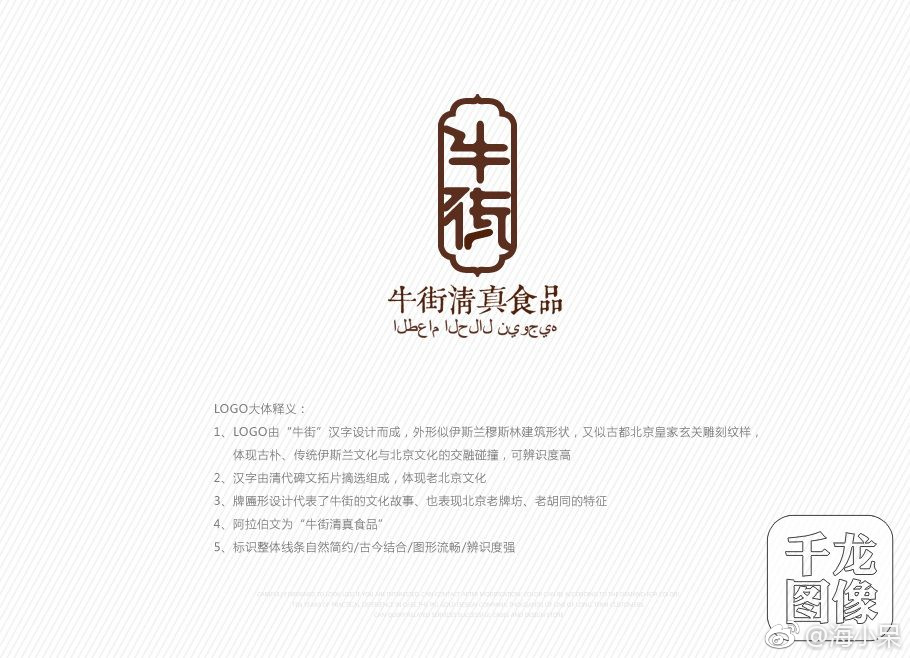 牛
街
牛街清真食品
الطعام الحلال نيوجيه
LOGO大体释义：
1、LOGO由“牛街”汉字设计而成，外形似伊斯兰穆斯林建筑形状，又似古都北京皇家玄关雕刻纹样，
体现古朴、传统伊斯兰文化与北京文化的交融碰撞，可辨识度高
2、汉字由清代碑文拓片摘选组成，体现老北京文化
3、牌匾形设计代表了牛街的文化故事、也表现北京老牌坊、老胡同的特征
4、阿拉伯文为“牛街清真食品”
5、标识整体线条自然简约/古今结合/图形流畅/辨识度强
千龙
图像
@海小呆